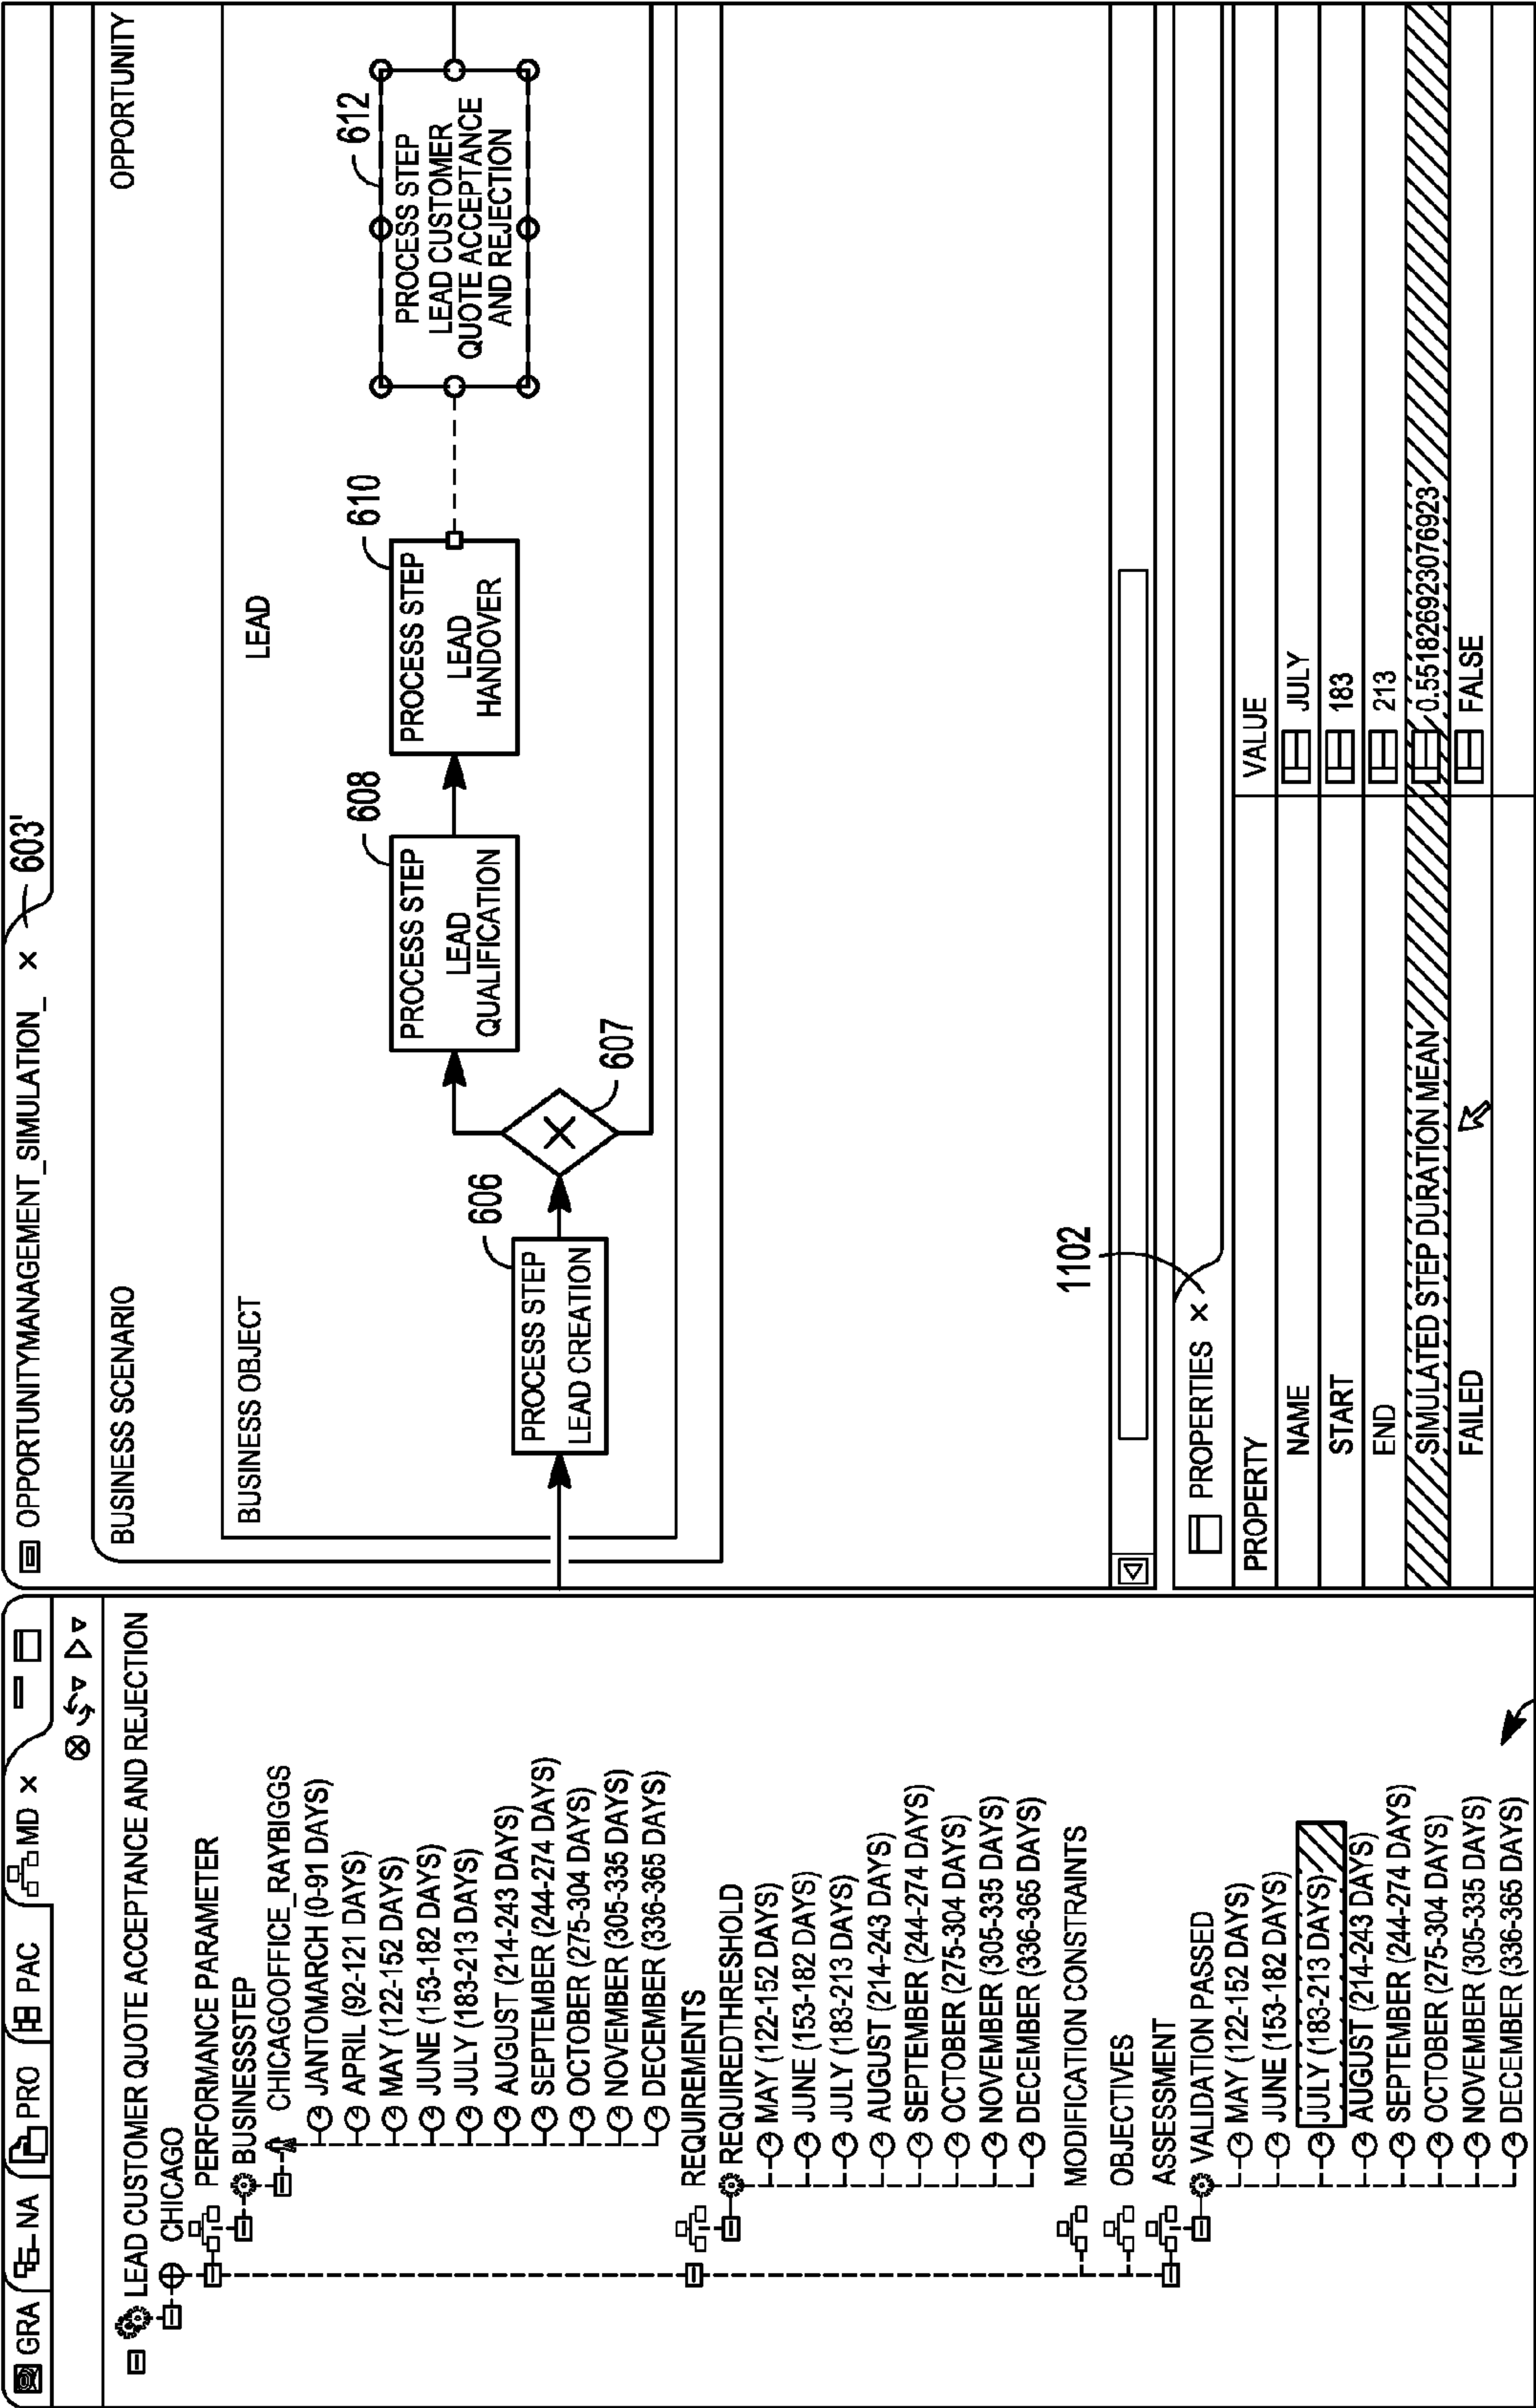 GRA NA PRO PAC MD x
LEAD CUSTOMER QUOTE ACCEPTANCE AND REJECTION
CHICAGO
PERFORMANCE PARAMETER
BUSINESSSTEP
CHICAGOOFFICE_RAYBIGGS
JANTOMARCH (0-91 DAYS)
APRIL (92-121 DAYS)
MAY (122-152 DAYS)
JUNE (153-182 DAYS)
JULY (183-213 DAYS)
AUGUST (214-243 DAYS)
SEPTEMBER (244-274 DAYS)
OCTOBER (275-304 DAYS)
NOVEMBER (305-335 DAYS)
DECEMBER (336-365 DAYS)
REQUIREMENTS
REQUIREDTHRESHOLD
MAY (122-152 DAYS)
JUNE (153-182 DAYS)
JULY (183-213 DAYS)
AUGUST (214-243 DAYS)
SEPTEMBER (244-274 DAYS)
OCTOBER (275-304 DAYS)
NOVEMBER (305-335 DAYS)
DECEMBER (336-365 DAYS)
MODIFICATION CONSTRAINTS
OBJECTIVES
ASSESSMENT
VALIDATION PASSED
MAY (122-152 DAYS)
JUNE (153-182 DAYS)
JULY (183-213 DAYS)
AUGUST (214-243 DAYS)
SEPTEMBER (244-274 DAYS)
OCTOBER (275-304 DAYS)
NOVEMBER (305-335 DAYS)
DECEMBER (336-365 DAYS)
OPPORTUNITYMANAGEMENT_SIMULATION_ x 603'
BUSINESS SCENARIO OPPORTUNITY
BUSINESS OBJECT LEAD
606
PROCESS STEP
LEAD CREATION
607
608
PROCESS STEP
LEAD
QUALIFICATION
610
PROCESS STEP
LEAD
HANDOVER
612
PROCESS STEP
LEAD CUSTOMER
QUOTE ACCEPTANCE
AND REJECTION
1102
PROPERTIES x
PROPERTY VALUE
NAME JULY
START 183
END 213
SIMULATED STEP DURATION MEAN 0.551826923076923
FAILED FALSE